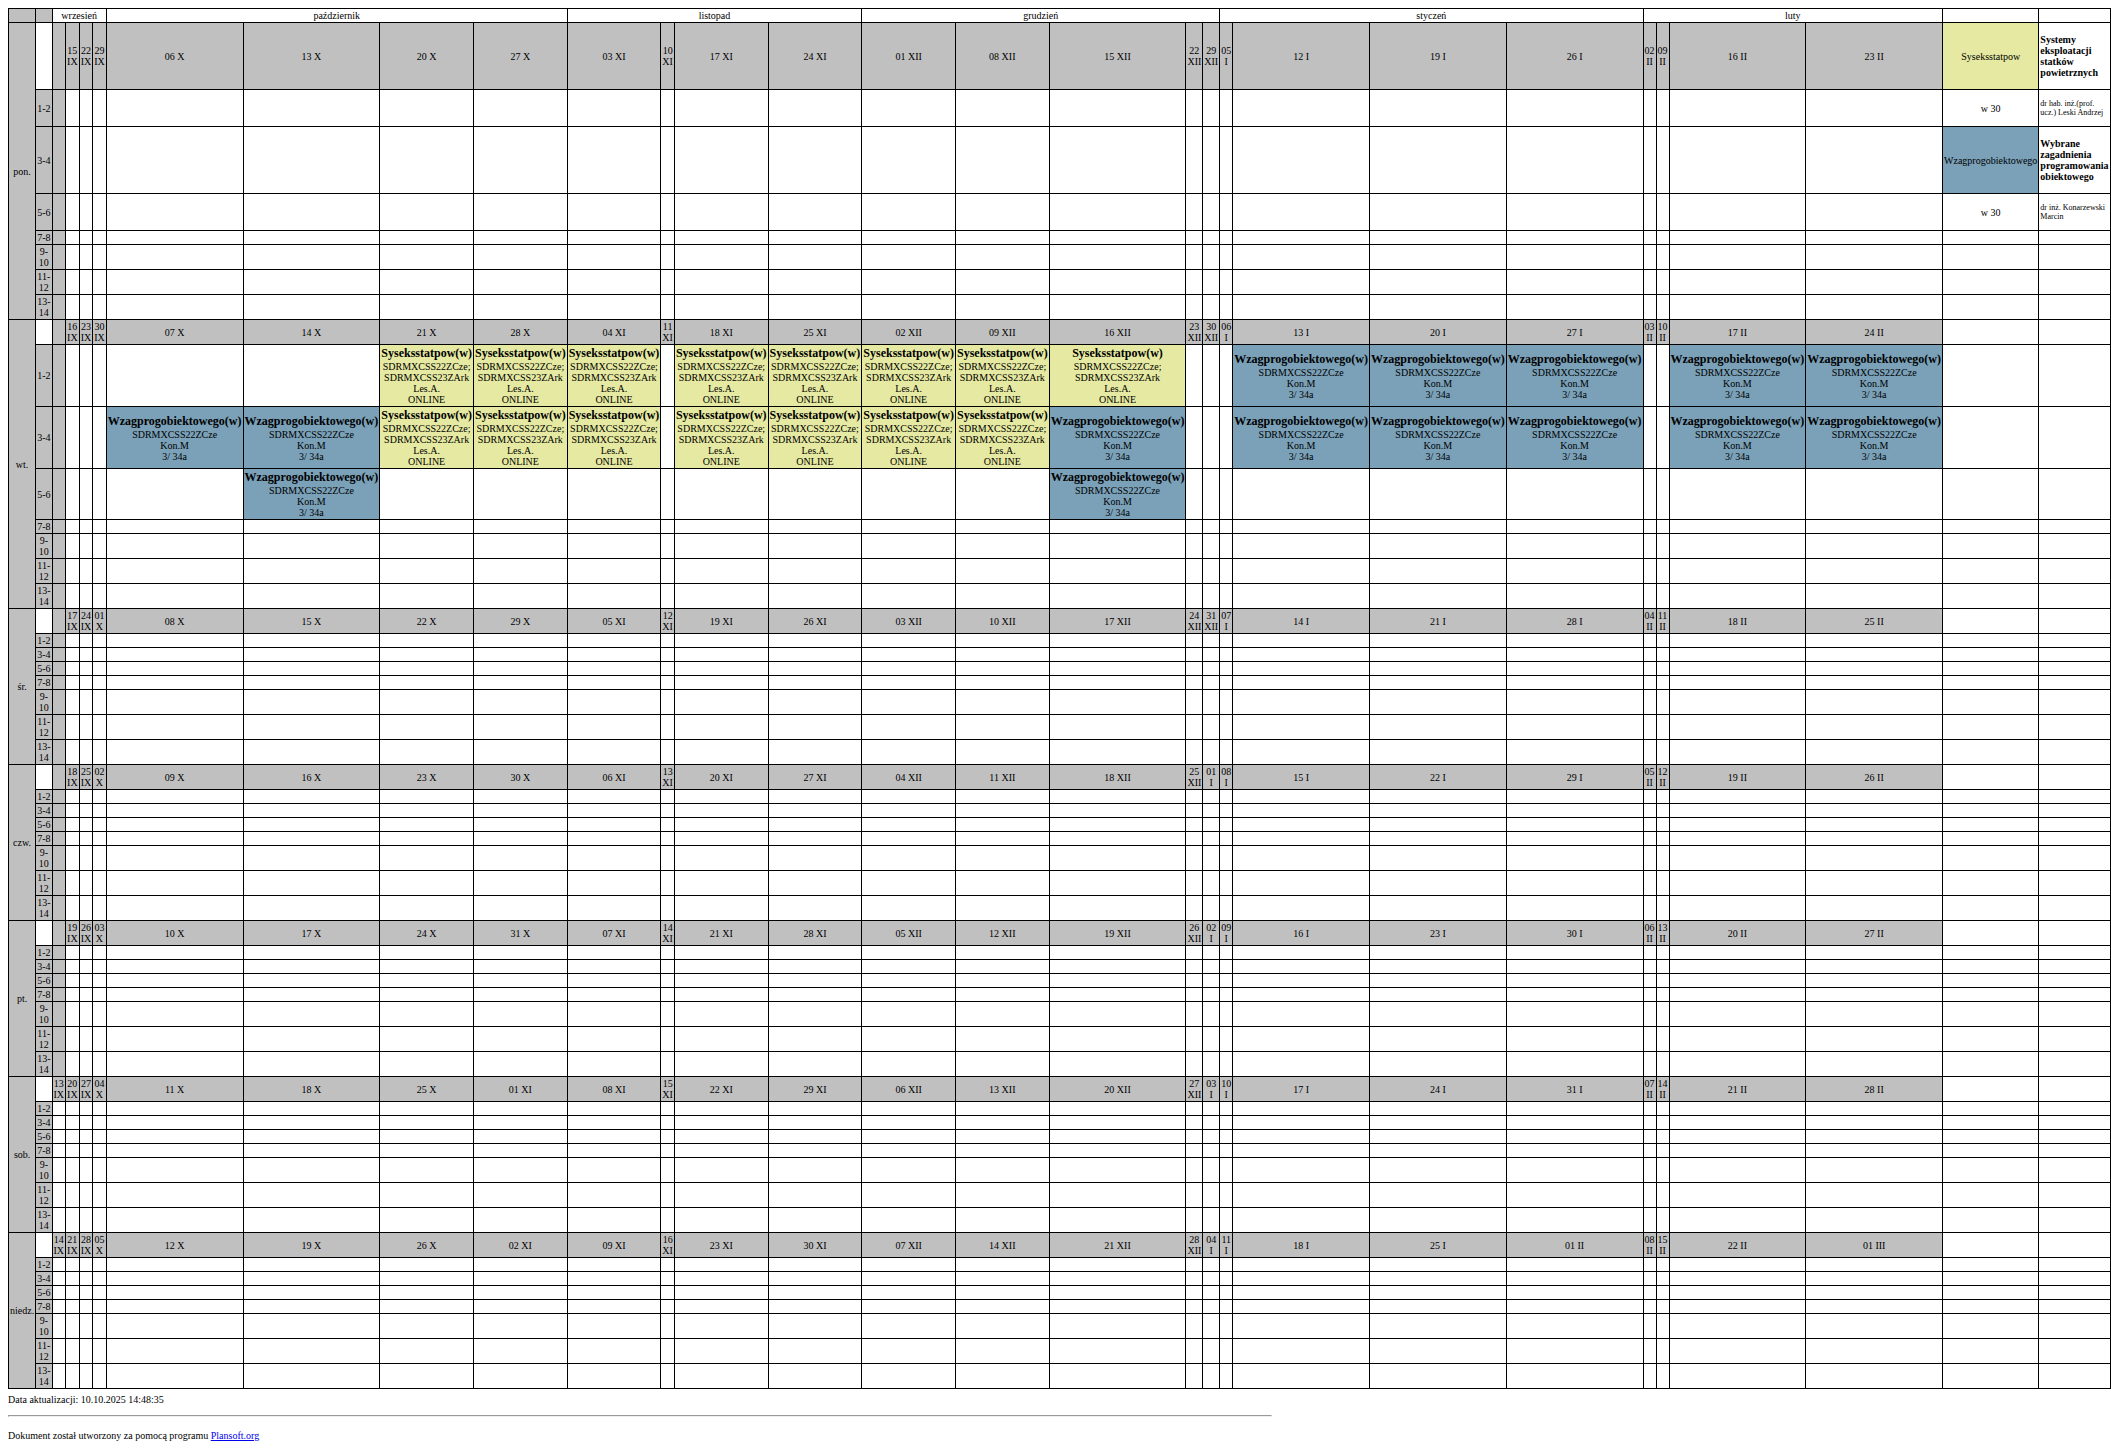 wrzesień październik listopad grudzień styczeń luty
pon. 15 IX 22 IX 29 IX 06 X 13 X 20 X 27 X 03 XI 10 XI 17 XI 24 XI 01 XII 08 XII 15 XII 22 XII 29 XII 05 I 12 I 19 I 26 I 02 II 09 II 16 II 23 II Syseksstatpow Systemy eksploatacji statków powietrznych
1-2 w 30 dr hab. inż.(prof. ucz.) Leski Andrzej
3-4 Wzagprogobiektowego Wybrane zagadnienia programowania obiektowego
5-6 w 30 dr inż. Konarzewski Marcin
7-8
9-10
11-12
13-14
wt. 16 IX 23 IX 30 IX 07 X 14 X 21 X 28 X 04 XI 11 XI 18 XI 25 XI 02 XII 09 XII 16 XII 23 XII 30 XII 06 I 13 I 20 I 27 I 03 II 10 II 17 II 24 II
1-2 Syseksstatpow(w) Syseksstatpow(w) Syseksstatpow(w) Syseksstatpow(w) Syseksstatpow(w) Syseksstatpow(w) Syseksstatpow(w) Syseksstatpow(w) Wzagprogobiektowego(w) Wzagprogobiektowego(w) Wzagprogobiektowego(w) Wzagprogobiektowego(w) Wzagprogobiektowego(w)
SDRMXCSS22ZCze; SDRMXCSS22ZCze; SDRMXCSS22ZCze; SDRMXCSS22ZCze; SDRMXCSS22ZCze; SDRMXCSS22ZCze; SDRMXCSS22ZCze; SDRMXCSS22ZCze; SDRMXCSS22ZCze SDRMXCSS22ZCze SDRMXCSS22ZCze SDRMXCSS22ZCze SDRMXCSS22ZCze
SDRMXCSS23ZArk SDRMXCSS23ZArk SDRMXCSS23ZArk SDRMXCSS23ZArk SDRMXCSS23ZArk SDRMXCSS23ZArk SDRMXCSS23ZArk SDRMXCSS23ZArk Kon.M Kon.M Kon.M Kon.M Kon.M
Les.A. Les.A. Les.A. Les.A. Les.A. Les.A. Les.A. Les.A. 3/ 34a 3/ 34a 3/ 34a 3/ 34a 3/ 34a
ONLINE ONLINE ONLINE ONLINE ONLINE ONLINE ONLINE ONLINE
3-4 Wzagprogobiektowego(w) Wzagprogobiektowego(w) Syseksstatpow(w) Syseksstatpow(w) Syseksstatpow(w) Syseksstatpow(w) Syseksstatpow(w) Syseksstatpow(w) Syseksstatpow(w) Wzagprogobiektowego(w) Wzagprogobiektowego(w) Wzagprogobiektowego(w) Wzagprogobiektowego(w) Wzagprogobiektowego(w) Wzagprogobiektowego(w)
SDRMXCSS22ZCze SDRMXCSS22ZCze SDRMXCSS22ZCze; SDRMXCSS22ZCze; SDRMXCSS22ZCze; SDRMXCSS22ZCze; SDRMXCSS22ZCze; SDRMXCSS22ZCze; SDRMXCSS22ZCze; SDRMXCSS22ZCze SDRMXCSS22ZCze SDRMXCSS22ZCze SDRMXCSS22ZCze SDRMXCSS22ZCze SDRMXCSS22ZCze
Kon.M Kon.M SDRMXCSS23ZArk SDRMXCSS23ZArk SDRMXCSS23ZArk SDRMXCSS23ZArk SDRMXCSS23ZArk SDRMXCSS23ZArk SDRMXCSS23ZArk Kon.M Kon.M Kon.M Kon.M Kon.M Kon.M
3/ 34a 3/ 34a Les.A. Les.A. Les.A. Les.A. Les.A. Les.A. Les.A. 3/ 34a 3/ 34a 3/ 34a 3/ 34a 3/ 34a 3/ 34a
ONLINE ONLINE ONLINE ONLINE ONLINE ONLINE ONLINE
5-6 Wzagprogobiektowego(w) Wzagprogobiektowego(w)
SDRMXCSS22ZCze SDRMXCSS22ZCze
Kon.M Kon.M
3/ 34a 3/ 34a
7-8
9-10
11-12
13-14
śr. 17 IX 24 IX 01 X 08 X 15 X 22 X 29 X 05 XI 12 XI 19 XI 26 XI 03 XII 10 XII 17 XII 24 XII 31 XII 07 I 14 I 21 I 28 I 04 II 11 II 18 II 25 II
1-2
3-4
5-6
7-8
9-10
11-12
13-14
czw. 18 IX 25 IX 02 X 09 X 16 X 23 X 30 X 06 XI 13 XI 20 XI 27 XI 04 XII 11 XII 18 XII 25 XII 01 I 08 I 15 I 22 I 29 I 05 II 12 II 19 II 26 II
1-2
3-4
5-6
7-8
9-10
11-12
13-14
pt. 19 IX 26 IX 03 X 10 X 17 X 24 X 31 X 07 XI 14 XI 21 XI 28 XI 05 XII 12 XII 19 XII 26 XII 02 I 09 I 16 I 23 I 30 I 06 II 13 II 20 II 27 II
1-2
3-4
5-6
7-8
9-10
11-12
13-14
sob. 13 IX 20 IX 27 IX 04 X 11 X 18 X 25 X 01 XI 08 XI 15 XI 22 XI 29 XI 06 XII 13 XII 20 XII 27 XII 03 I 10 I 17 I 24 I 31 I 07 II 14 II 21 II 28 II
1-2
3-4
5-6
7-8
9-10
11-12
13-14
niedz. 14 IX 21 IX 28 IX 05 X 12 X 19 X 26 X 02 XI 09 XI 16 XI 23 XI 30 XI 07 XII 14 XII 21 XII 28 XII 04 I 11 I 18 I 25 I 01 II 08 II 15 II 22 II 01 III
1-2
3-4
5-6
7-8
9-10
11-12
13-14
Data aktualizacji: 10.10.2025 14:48:35
Dokument został utworzony za pomocą programu Plansoft.org